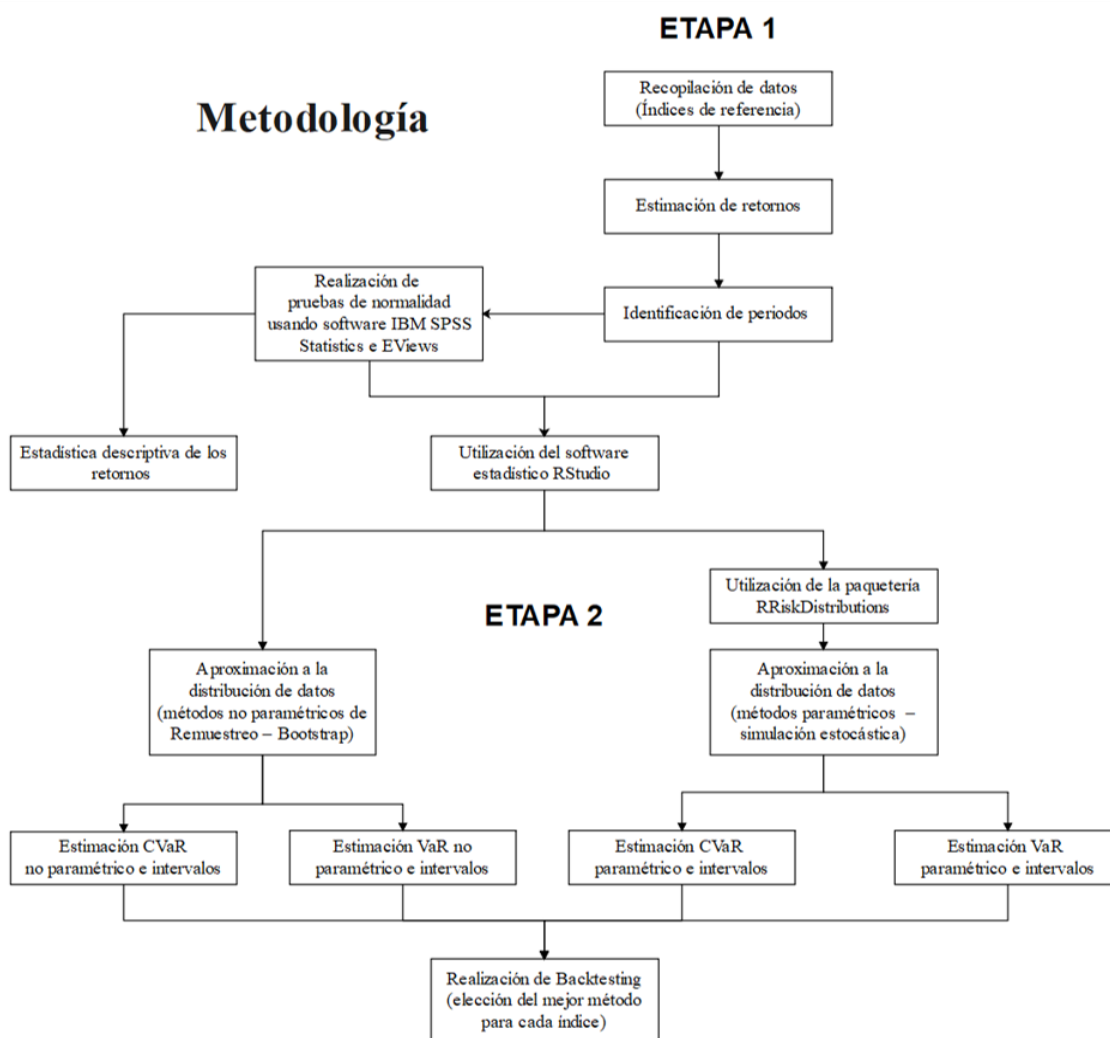 ETAPA 1
Metodología
Recopilación de datos
(Índices de referencia)
Estimación de retornos
Realización de
pruebas de normalidad
usando software IBM SPSS
Statistics e EViews
Identificación de periodos
Estadística descriptiva de los
retornos
Utilización del software
estadístico RStudio
Utilización de la paquetería
RRiskDistributions
ETAPA 2
Aproximación a la
distribución de datos
(métodos no paramétricos de
Remuestreo – Bootstrap)
Aproximación a la
distribución de datos
(métodos paramétricos –
simulación estocástica)
Estimación CVaR
no paramétrico e intervalos
Estimación VaR no
paramétrico e intervalos
Estimación CVaR
paramétrico e intervalos
Estimación VaR
paramétrico e intervalos
Realización de Backtesting
(elección del mejor método
para cada índice)